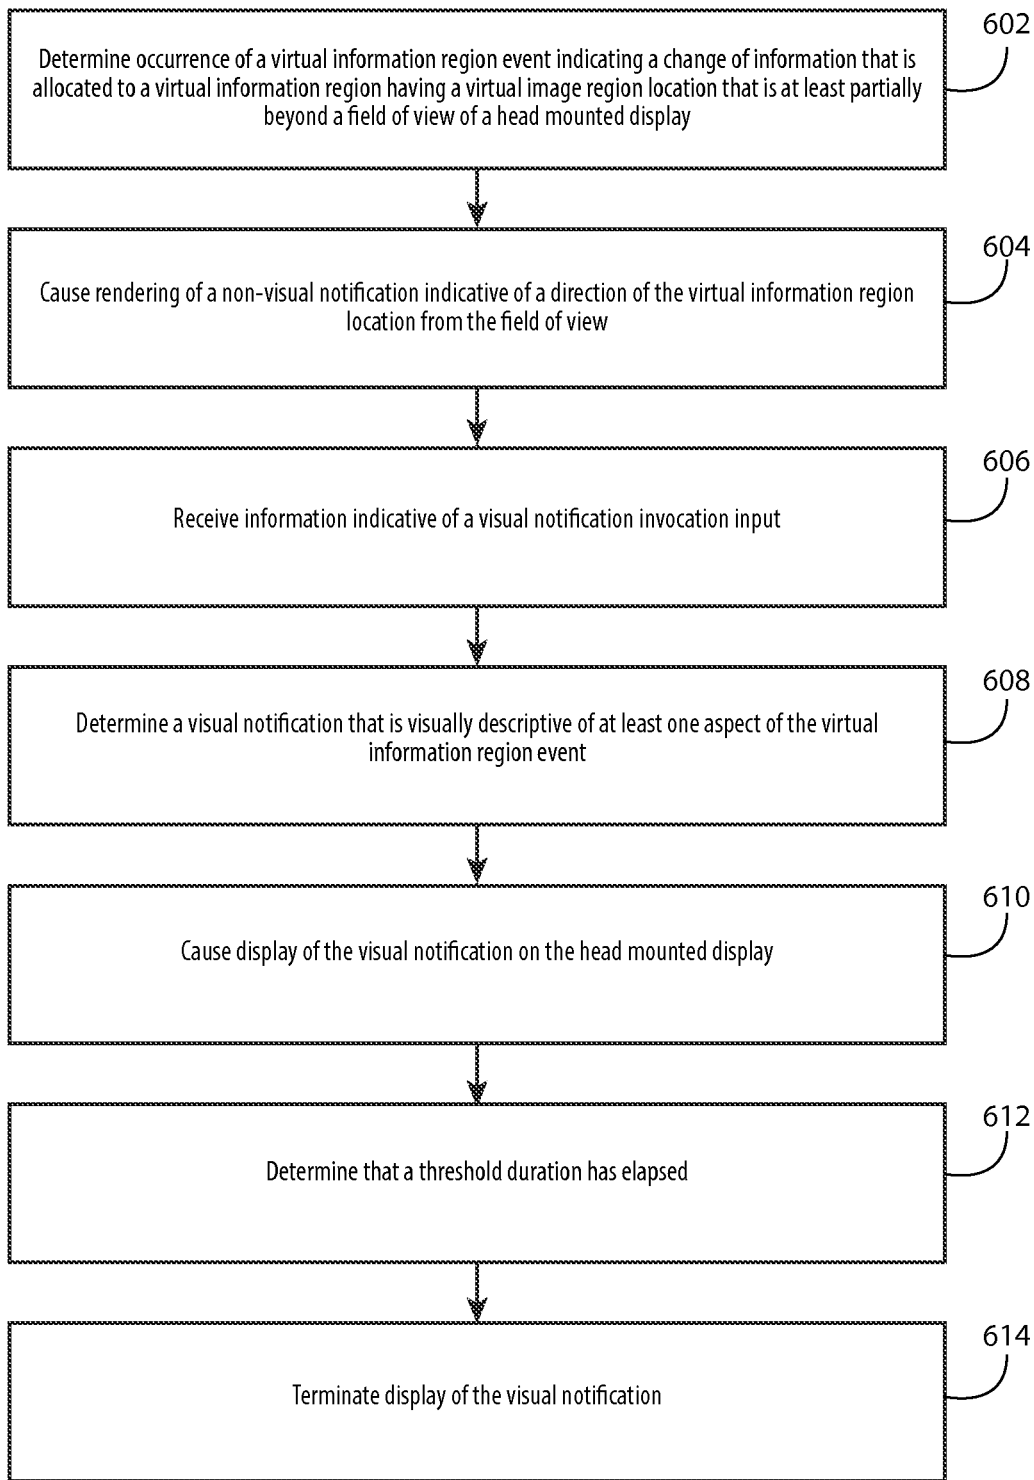 602
Determine occurrence of a virtual information region event indicating a change of information that is
allocated to a virtual information region having a virtual image region location that is at least partially
beyond a field of view of a head mounted display
604
Cause rendering of a non-visual notification indicative of a direction of the virtual information region
location from the field of view
606
Receive information indicative of a visual notification invocation input
608
Determine a visual notification that is visually descriptive of at least one aspect of the virtual
information region event
610
Cause display of the visual notification on the head mounted display
612
Determine that a threshold duration has elapsed
614
Terminate display of the visual notification